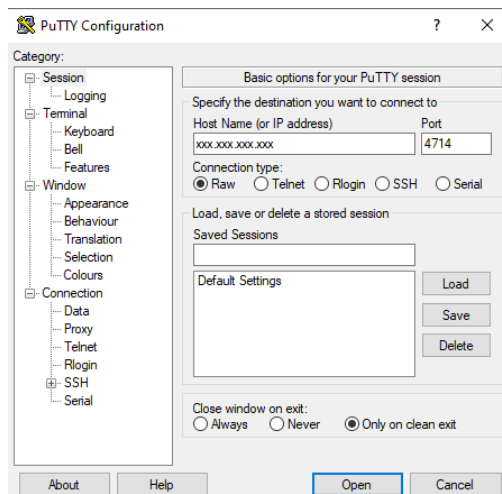 PuTTY Configuration ? ×
Category:
Session
Logging
Terminal
Keyboard
Bell
Features
Window
Appearance
Behaviour
Translation
Selection
Colours
Connection
Data
Proxy
Telnet
Rlogin
SSH
Serial
Basic options for your PuTTY session
Specify the destination you want to connect to
Host Name (or IP address) Port
xxx.xxx.xxx.xxx 4714
Connection type:
Raw Telnet Rlogin SSH Serial
Load, save or delete a stored session
Saved Sessions
Default Settings
Load
Save
Delete
Close window on exit:
Always Never Only on clean exit
About Help Open Cancel